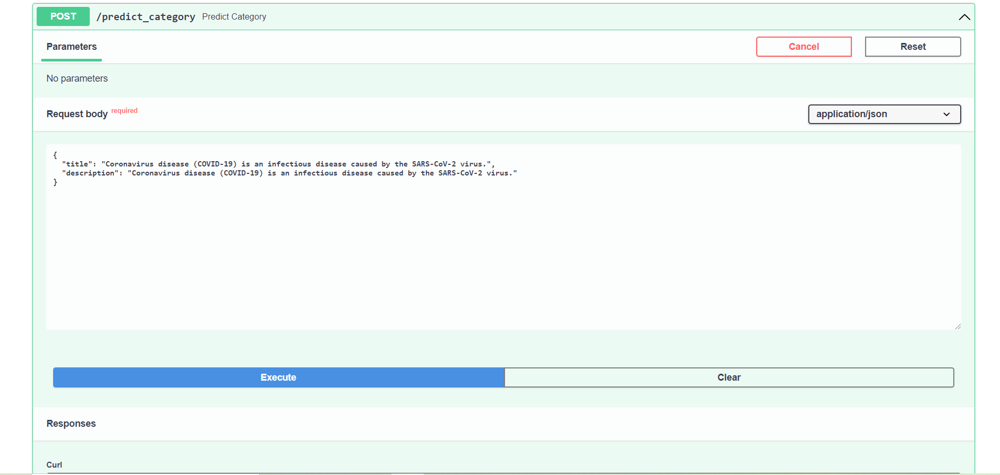 POST /predict_category Predict Category
Parameters Cancel Reset
No parameters
Request body required application/json
{
  "title": "Coronavirus disease (COVID-19) is an infectious disease caused by the SARS-CoV-2 virus.",
  "description": "Coronavirus disease (COVID-19) is an infectious disease caused by the SARS-CoV-2 virus."
}
Execute Clear
Responses
Curl